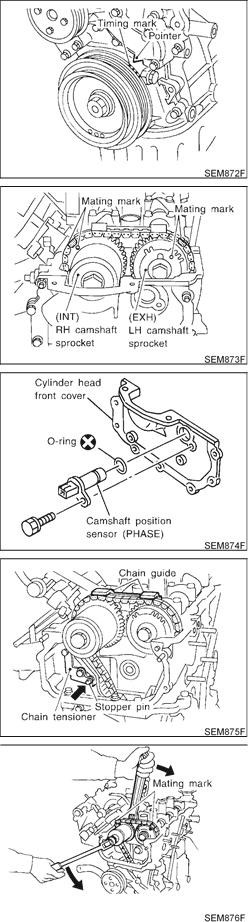 Timing mark
Pointer
SEM872F
Mating mark
Mating mark
(INT)
RH camshaft
sprocket
(EXH)
LH camshaft
sprocket
SEM873F
Cylinder head
front cover
O-ring
Camshaft position
sensor (PHASE)
SEM874F
Chain guide
Stopper pin
Chain tensioner
SEM875F
Mating mark
SEM876F